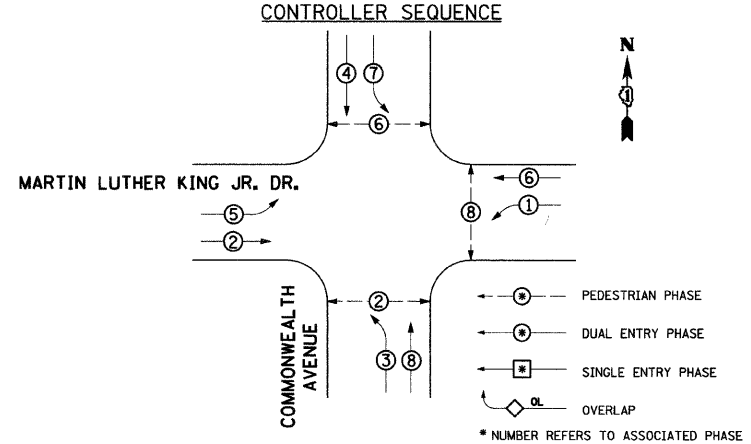 CONTROLLER SEQUENCE
N
1
4
7
6
MARTIN LUTHER KING JR. DR.
6
5
8
1
2
2
COMMONWEALTH
AVENUE
3
8
* PEDESTRIAN PHASE
* DUAL ENTRY PHASE
* SINGLE ENTRY PHASE
OL OVERLAP
* NUMBER REFERS TO ASSOCIATED PHASE